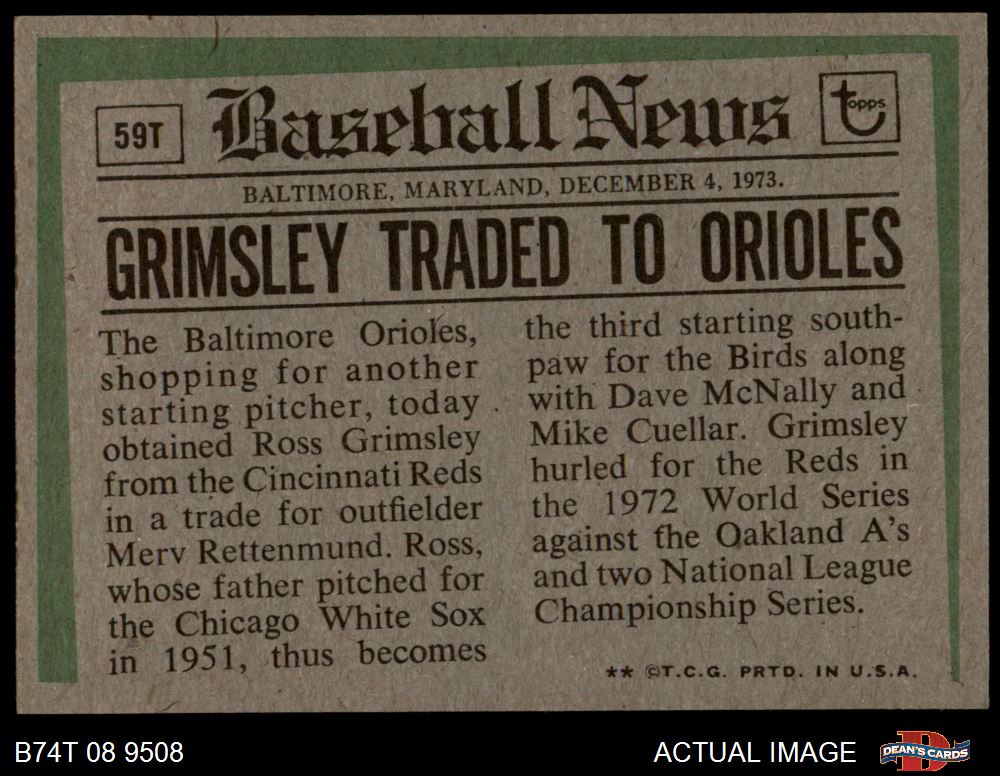 59T
Baseball News
topps
BALTIMORE, MARYLAND, DECEMBER 4, 1973.
GRIMSLEY TRADED TO ORIOLES
The Baltimore Orioles,
shopping for another
starting pitcher, today
obtained Ross Grimsley
from the Cincinnati Reds
in a trade for outfielder
Merv Rettenmund. Ross,
whose father pitched for
the Chicago White Sox
in 1951, thus becomes
the third starting south-
paw for the Birds along
with Dave McNally and
Mike Cuellar. Grimsley
hurled for the Reds in
the 1972 World Series
against the Oakland A's
and two National League
Championship Series.
** ©T.C.G. PRTD. IN U.S.A.
B74T 08 9508
ACTUAL IMAGE
D
DEAN'S CARDS